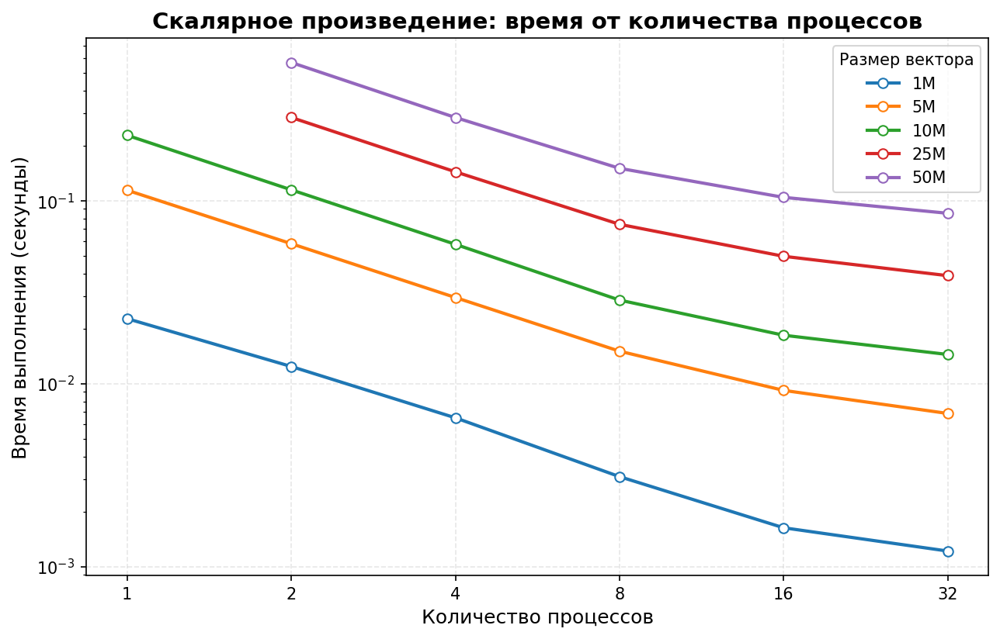 Скалярное произведение: время от количества процессов
Размер вектора
1M
5M
10M
25M
50M
Время выполнения (секунды)
10⁻¹
10⁻²
10⁻³
1 2 4 8 16 32
Количество процессов